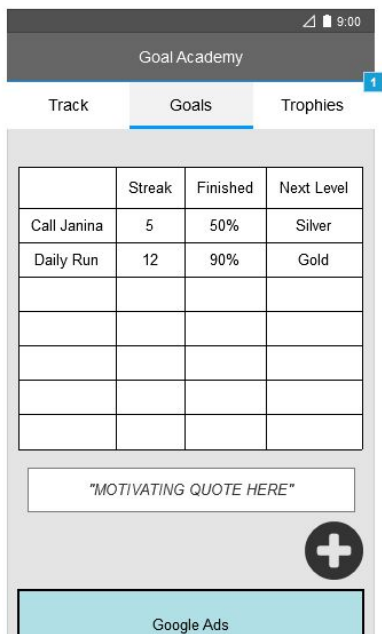 9:00
Goal Academy
1
Track Goals Trophies
Streak Finished Next Level
Call Janina 5 50% Silver
Daily Run 12 90% Gold
"MOTIVATING QUOTE HERE"
Google Ads